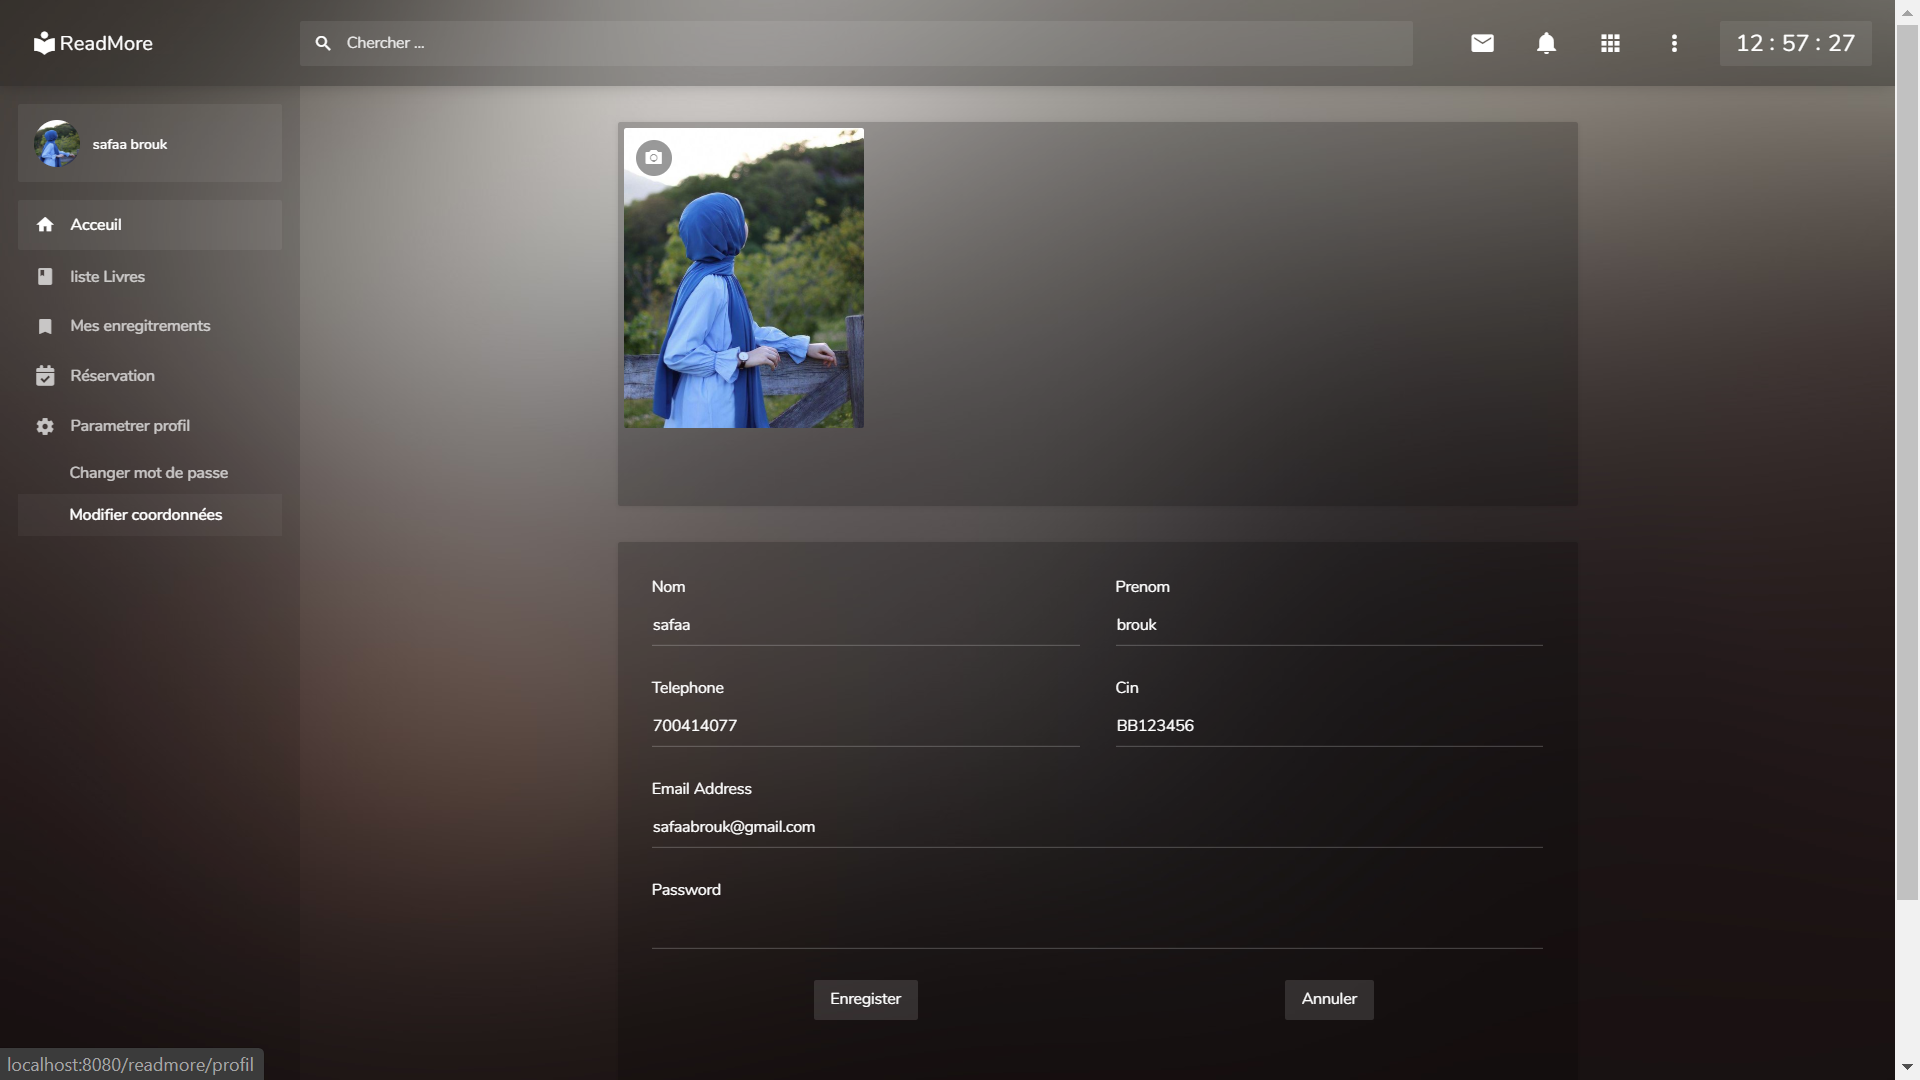 ReadMore
Chercher ...
12 : 57 : 27
safaa brouk
Acceuil
liste Livres
Mes enregitrements
Réservation
Parametrer profil
Changer mot de passe
Modifier coordonnées
Nom
Prenom
safaa
brouk
Telephone
Cin
700414077
BB123456
Email Address
safaabrouk@gmail.com
Password
Enregister
Annuler
localhost:8080/readmore/profil